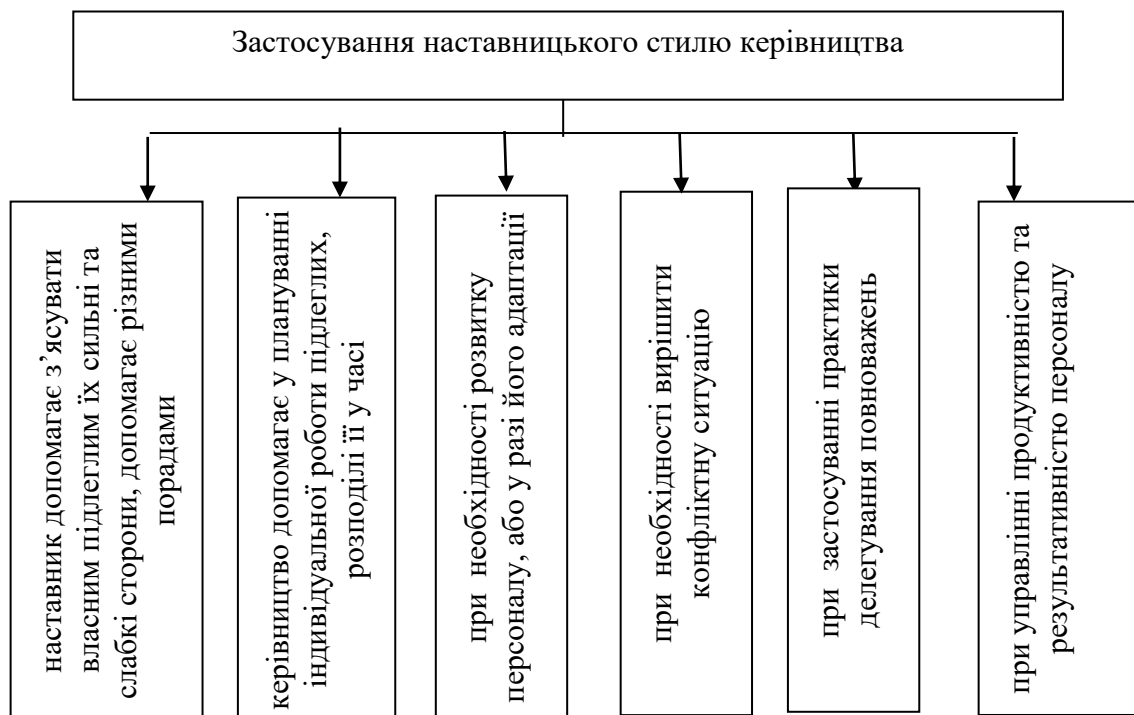 Застосування наставницького стилю керівництва
наставник допомагає з’ясувати
власним підлеглим їх сильні та
слабкі сторони, допомагає різними
порадами
керівництво допомагає у плануванні
індивідуальної роботи підлеглих,
розподілі її у часі
при необхідності розвитку
персоналу, або у разі його адаптації
при необхідності вирішити
конфліктну ситуацію
при застосуванні практики
делегування повноважень
при управлінні продуктивністю та
результативністю персоналу